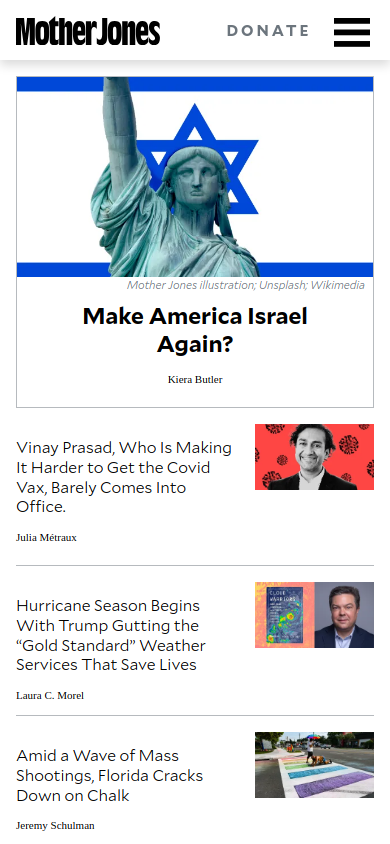 Mother Jones
DONATE
Mother Jones illustration; Unsplash; Wikimedia
Make America Israel
Again?
Kiera Butler
Vinay Prasad, Who Is Making
It Harder to Get the Covid
Vax, Barely Comes Into
Office.
Julia Métraux
Hurricane Season Begins
With Trump Gutting the
“Gold Standard” Weather
Services That Save Lives
Laura C. Morel
Amid a Wave of Mass
Shootings, Florida Cracks
Down on Chalk
Jeremy Schulman